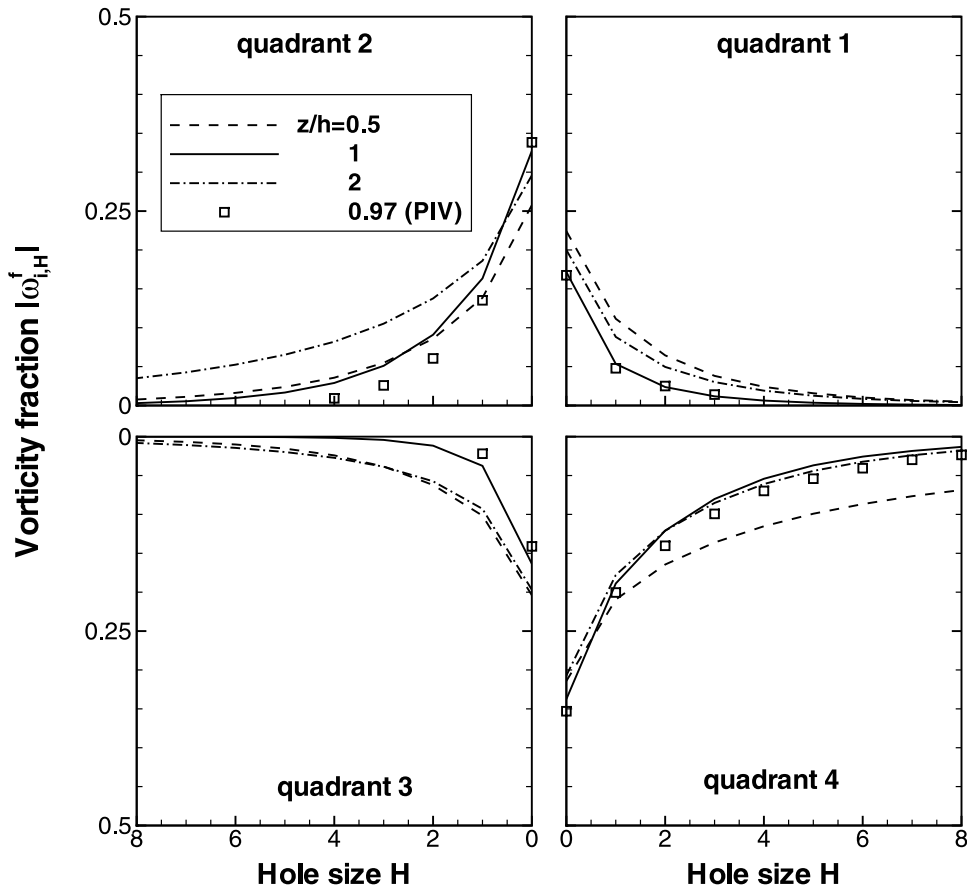 0.5
quadrant 2
quadrant 1
z/h=0.5
1
2
0.97 (PIV)
0.25
0
Vorticity fraction |ω^f_{i,H}|
0
0.25
quadrant 3
quadrant 4
0.5
8 6 4 2 0
0 2 4 6 8
Hole size H
Hole size H